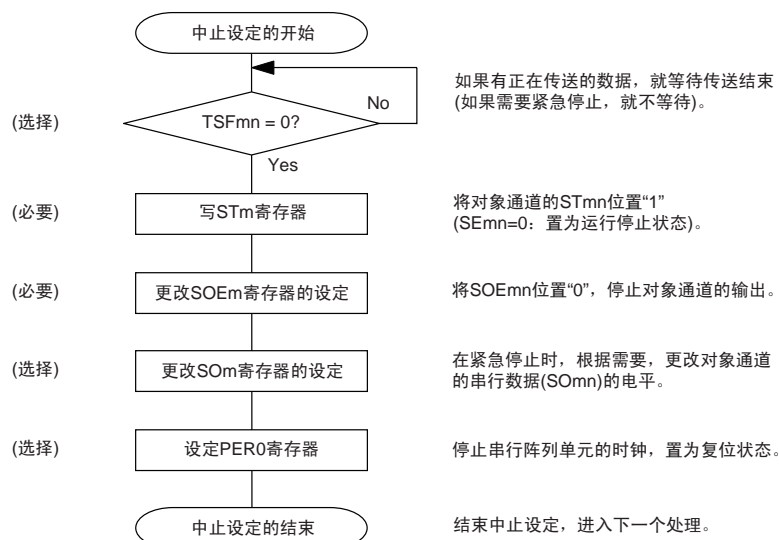 中止设定的开始
如果有正在传送的数据，就等待传送结束
(如果需要紧急停止，就不等待)。
No
(选择)
TSFmn = 0?
Yes
(必要)
写STm寄存器
将对象通道的STmn位置“1”
(SEmn=0：置为运行停止状态)。
(必要)
更改SOEm寄存器的设定
将SOEmn位置“0”，停止对象通道的输出。
(选择)
更改SOm寄存器的设定
在紧急停止时，根据需要，更改对象通道
的串行数据(SOmn)的电平。
(选择)
设定PER0寄存器
停止串行阵列单元的时钟，置为复位状态。
中止设定的结束
结束中止设定，进入下一个处理。